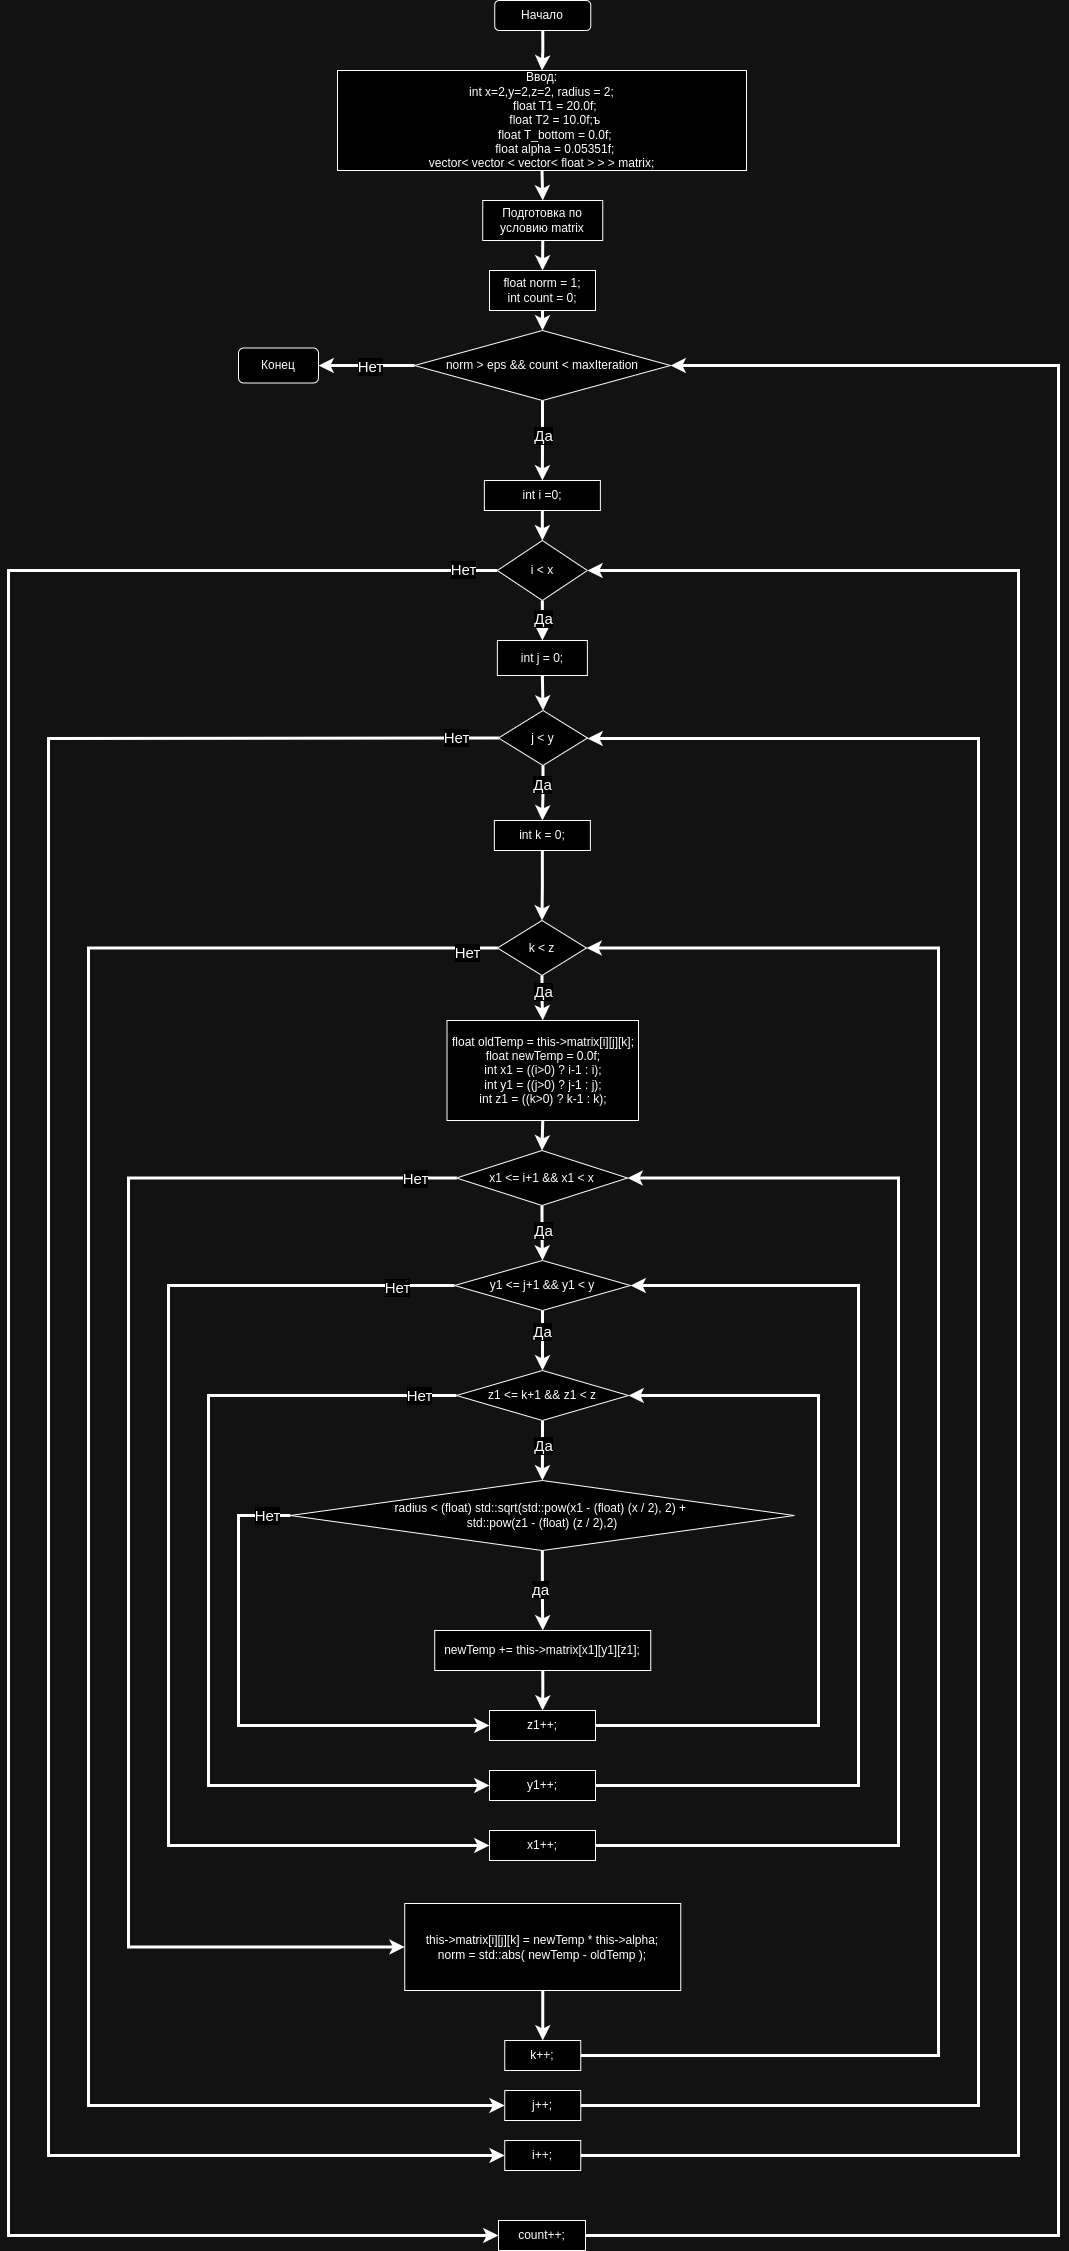 Начало
Ввод:
int x=2,y=2,z=2, radius = 2;
float T1 = 20.0f;
float T2 = 10.0f;ъ
float T_bottom = 0.0f;
float alpha = 0.05351f;
vector< vector < vector< float > > > matrix;
Подготовка по
условию matrix
float norm = 1;
int count = 0;
Конец
Нет
norm > eps && count < maxIteration
Да
int i =0;
Нет
i < x
Да
int j = 0;
Нет
j < y
Да
int k = 0;
Нет
k < z
Да
float oldTemp = this->matrix[i][j][k];
float newTemp = 0.0f;
int x1 = ((i>0) ? i-1 : i);
int y1 = ((j>0) ? j-1 : j);
int z1 = ((k>0) ? k-1 : k);
Нет
x1 <= i+1 && x1 < x
Да
Нет
y1 <= j+1 && y1 < y
Да
Нет
z1 <= k+1 && z1 < z
Да
Нет
radius < (float) std::sqrt(std::pow(x1 - (float) (x / 2), 2) +
std::pow(z1 - (float) (z / 2),2)
да
newTemp += this->matrix[x1][y1][z1];
z1++;
y1++;
x1++;
this->matrix[i][j][k] = newTemp * this->alpha;
norm = std::abs( newTemp - oldTemp );
k++;
j++;
i++;
count++;